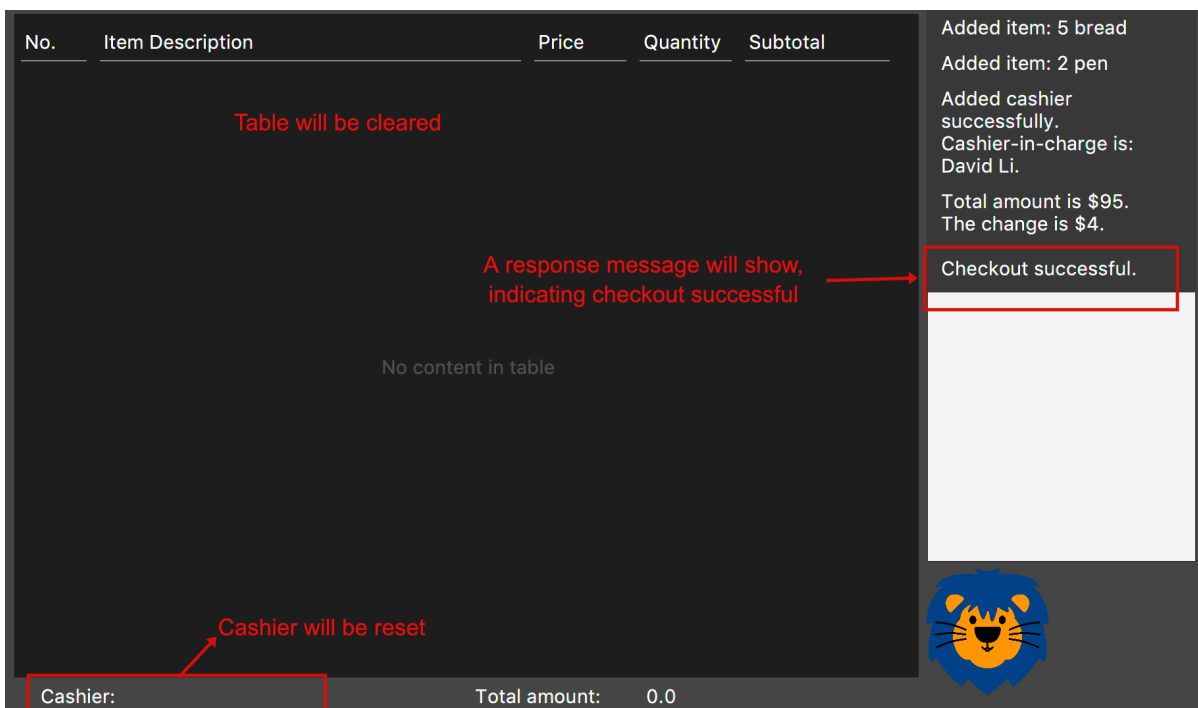 No. Item Description Price Quantity Subtotal
Table will be cleared
A response message will show,
indicating checkout successful
No content in table
Cashier will be reset
Cashier: Total amount: 0.0
Added item: 5 bread
Added item: 2 pen
Added cashier
successfully.
Cashier-in-charge is:
David Li.
Total amount is $95.
The change is $4.
Checkout successful.